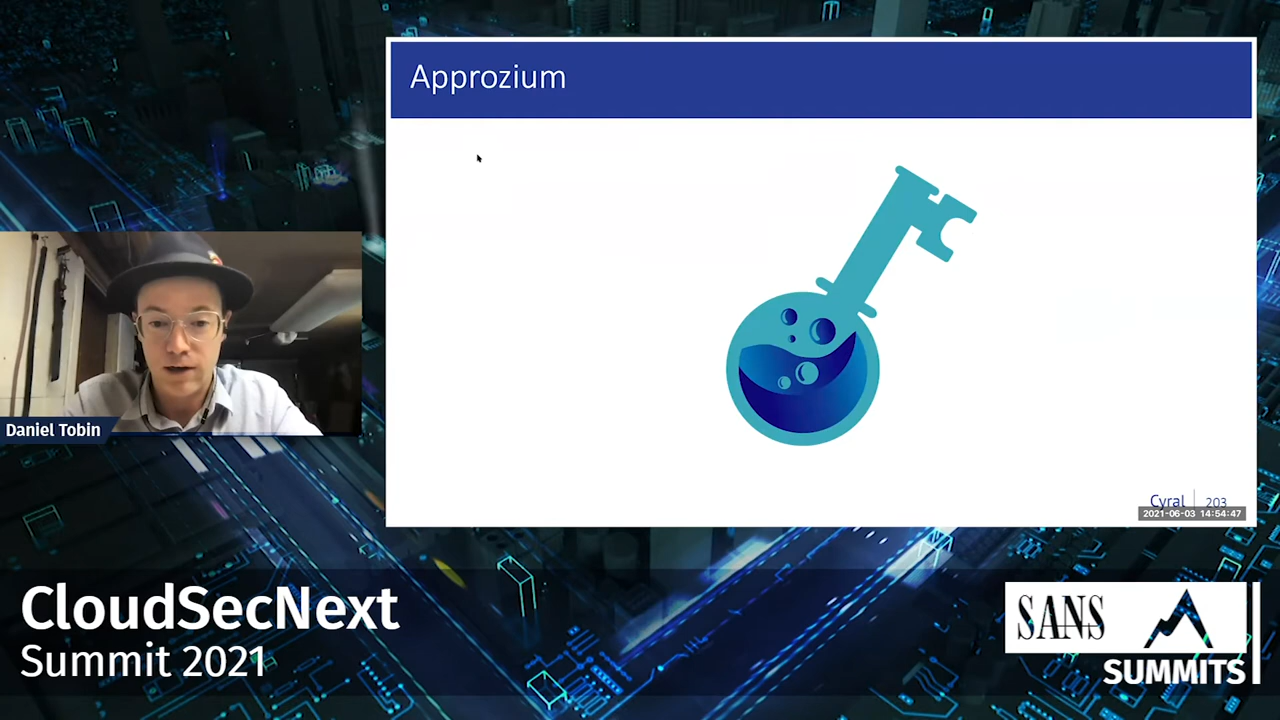 Approzium
Daniel Tobin
Cyral 203
2021-06-03 14:54:47
CloudSecNext
Summit 2021
SANS
SUMMITS